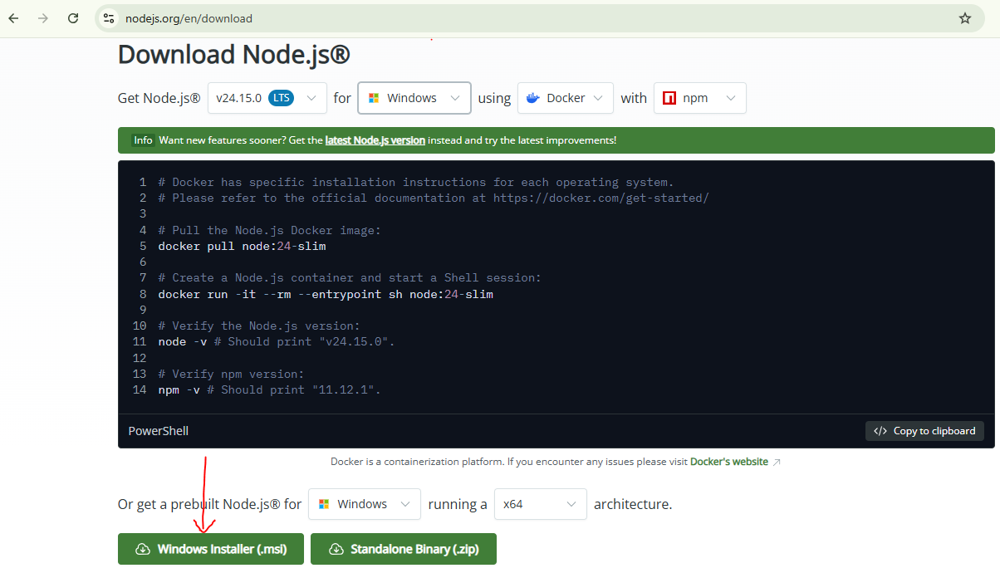 nodejs.org/en/download
Download Node.js®
Get Node.js® v24.15.0 LTS for Windows using Docker with npm
Info Want new features sooner? Get the latest Node.js version instead and try the latest improvements!
1 # Docker has specific installation instructions for each operating system.
2 # Please refer to the official documentation at https://docker.com/get-started/
3
4 # Pull the Node.js Docker image:
5 docker pull node:24-slim
6
7 # Create a Node.js container and start a Shell session:
8 docker run -it --rm --entrypoint sh node:24-slim
9
10 # Verify the Node.js version:
11 node -v # Should print "v24.15.0".
12
13 # Verify npm version:
14 npm -v # Should print "11.12.1".
PowerShell </> Copy to clipboard
Docker is a containerization platform. If you encounter any issues please visit Docker's website
Or get a prebuilt Node.js® for Windows running a x64 architecture.
Windows Installer (.msi) Standalone Binary (.zip)